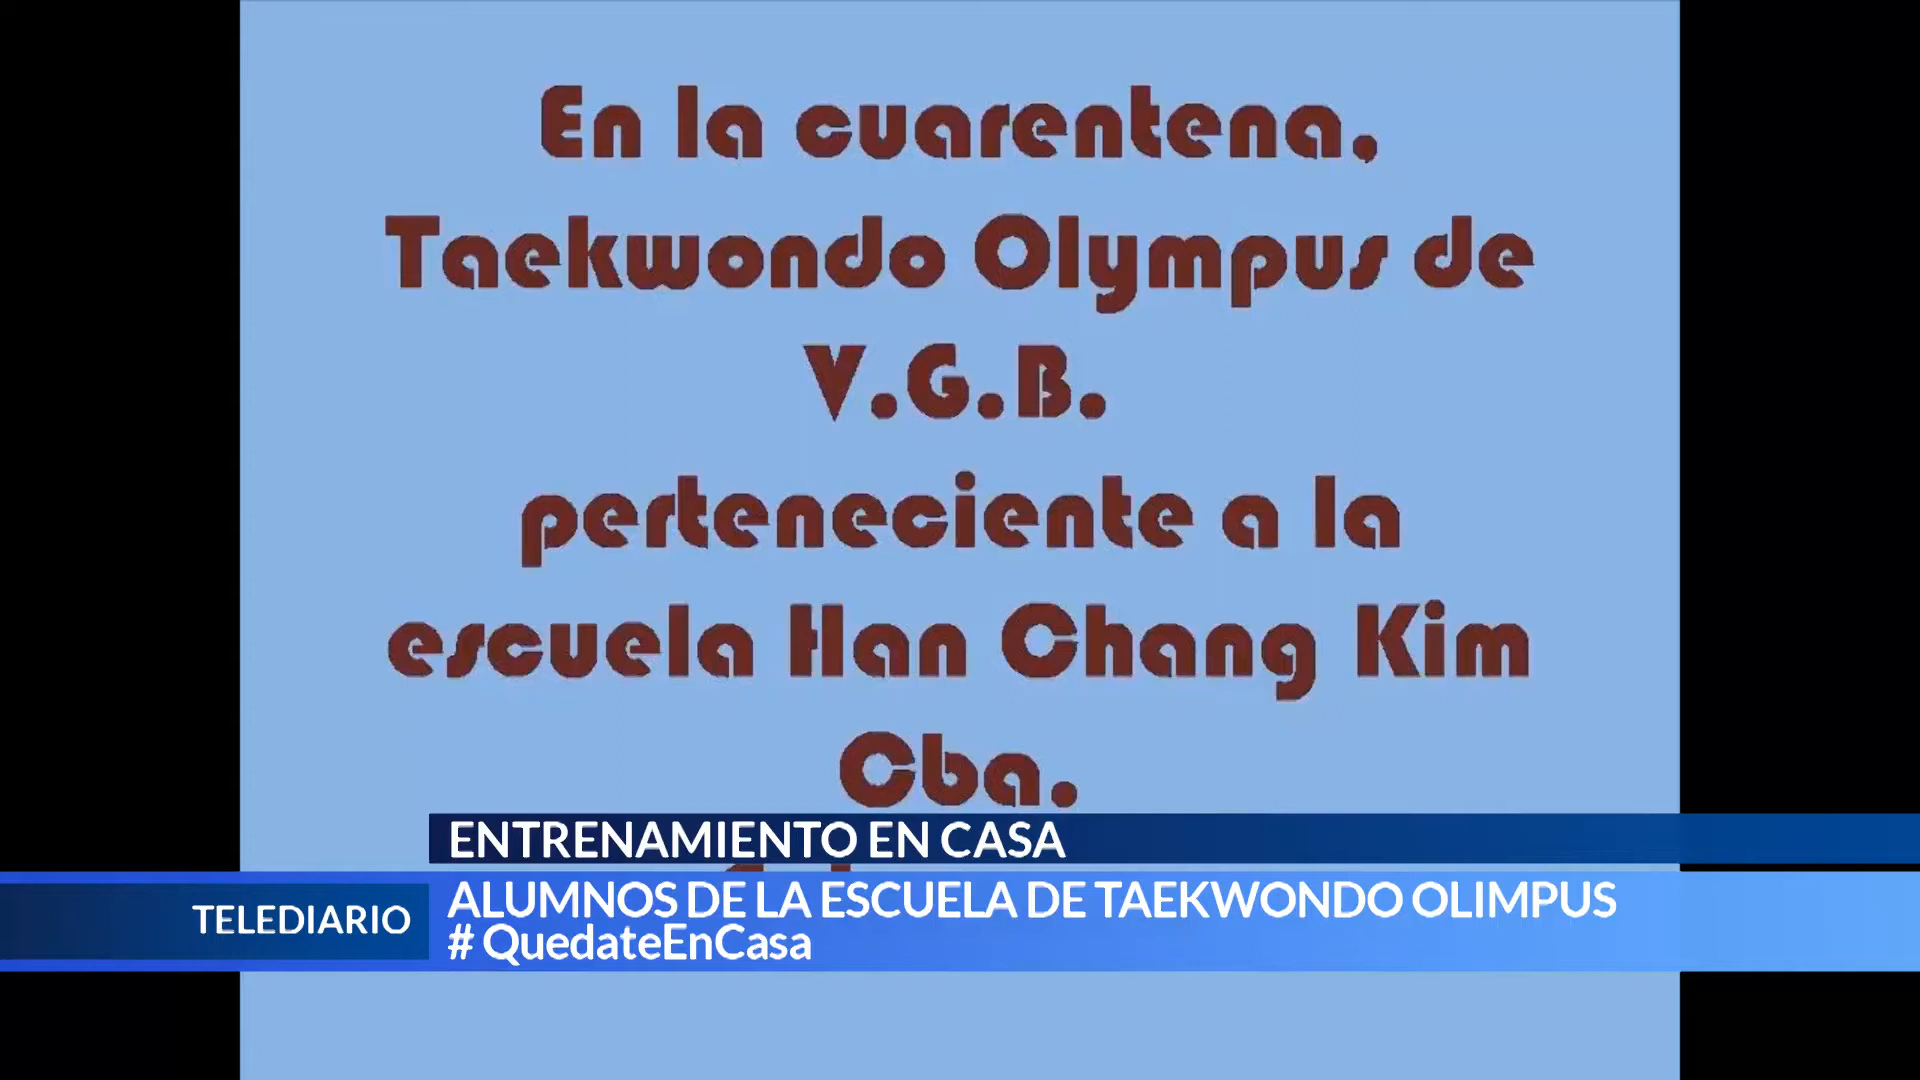 En la cuarentena,
Taekwondo Olympus de
V.G.B.
perteneciente a la
escuela Han Chang Kim
Cba.
ENTRENAMIENTO EN CASA
TELEDIARIO
ALUMNOS DE LA ESCUELA DE TAEKWONDO OLIMPUS
# QuedateEnCasa